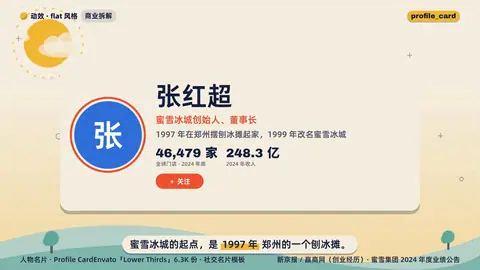 动效 · flat 风格 商业拆解
profile_card
张
张红超
蜜雪冰城创始人、董事长
1997 年在郑州摆刨冰摊起家，1999 年改名蜜雪冰城
46,479 家 248.3 亿
全球门店 · 2024 年底 2024 年收入
+ 关注
蜜雪冰城的起点，是 1997 年 郑州的一个刨冰摊。
人物名片 · Profile CardEnvato「Lower Thirds」6.3K 份 · 社交名片模板
新京报 / 赢商网（创业经历）· 蜜雪集团 2024 年度业绩公告